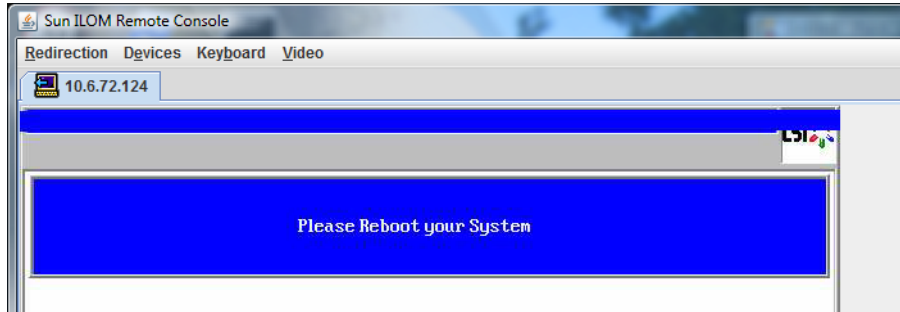 Sun ILOM Remote Console
Redirection Devices Keyboard Video
10.6.72.124
LSI
Please Reboot your System